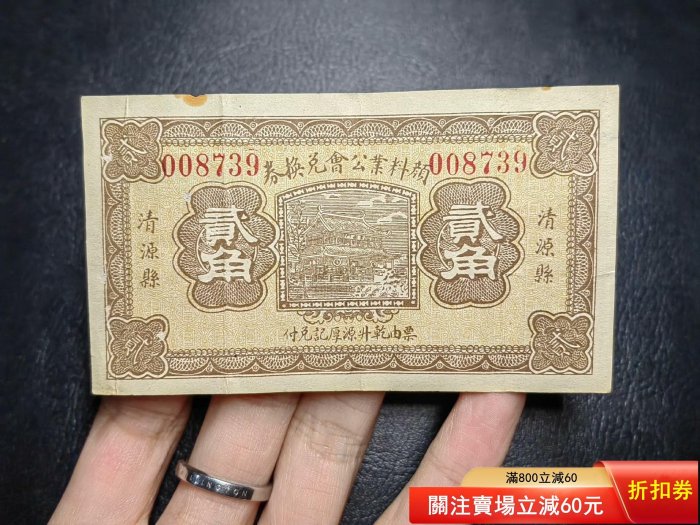 008739 券換兌會公業料顏 008739
貳角
貳角
清源縣
清源縣
付兌記厚源升乾由票
滿800立減60
關注賣場立減60元
折扣券